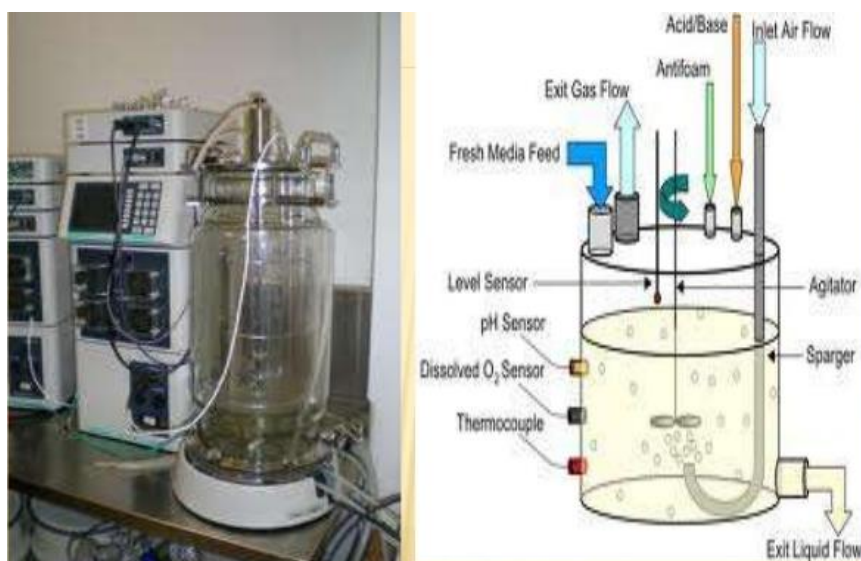 Acid/Base
Inlet Air Flow
Antifoam
Exit Gas Flow
Fresh Media Feed
Level Sensor
Agitator
pH Sensor
Sparger
Dissolved O₂ Sensor
Thermocouple
Exit Liquid Flow